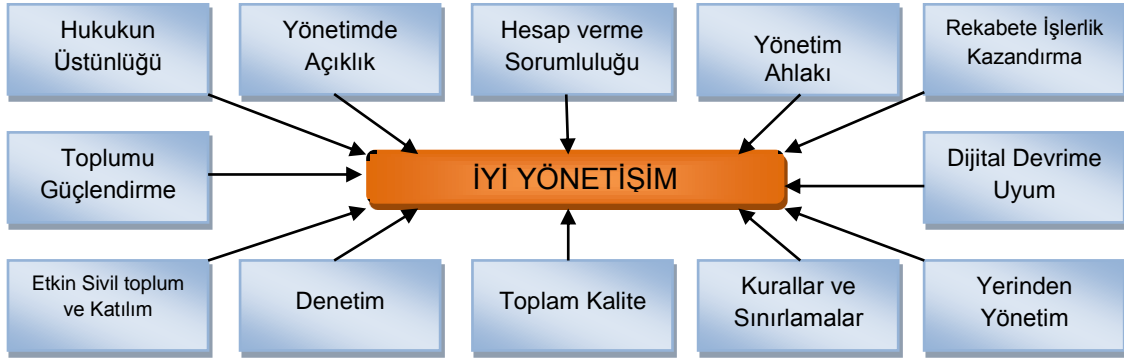 Hukukun
Üstünlüğü
Yönetimde
Açıklık
Hesap verme
Sorumluluğu
Yönetim
Ahlakı
Rekabete İşlerlik
Kazandırma
Toplumu
Güçlendirme
İYİ YÖNETİŞİM
Dijital Devrime
Uyum
Etkin Sivil toplum
ve Katılım
Denetim
Toplam Kalite
Kurallar ve
Sınırlamalar
Yerinden
Yönetim